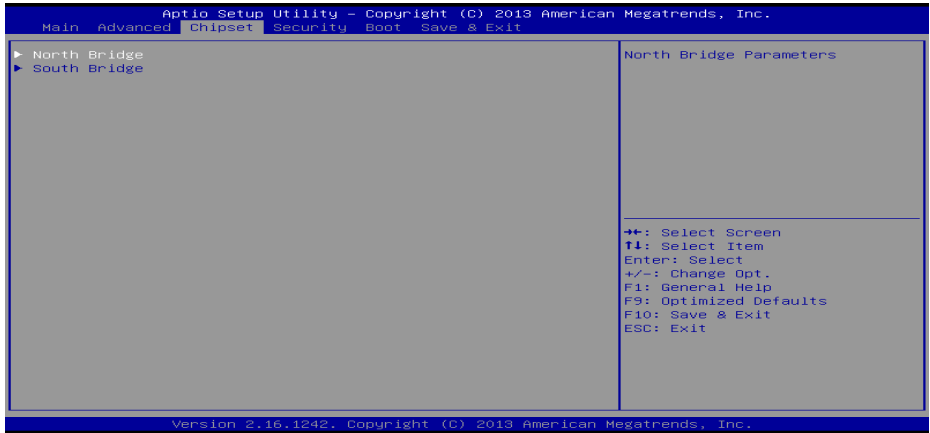 Aptio Setup Utility – Copyright (C) 2013 American Megatrends, Inc.
Main Advanced Chipset Security Boot Save & Exit
► North Bridge
► South Bridge
North Bridge Parameters
→←: Select Screen
↑↓: Select Item
Enter: Select
+/-: Change Opt.
F1: General Help
F9: Optimized Defaults
F10: Save & Exit
ESC: Exit
Version 2.16.1242. Copyright (C) 2013 American Megatrends, Inc.